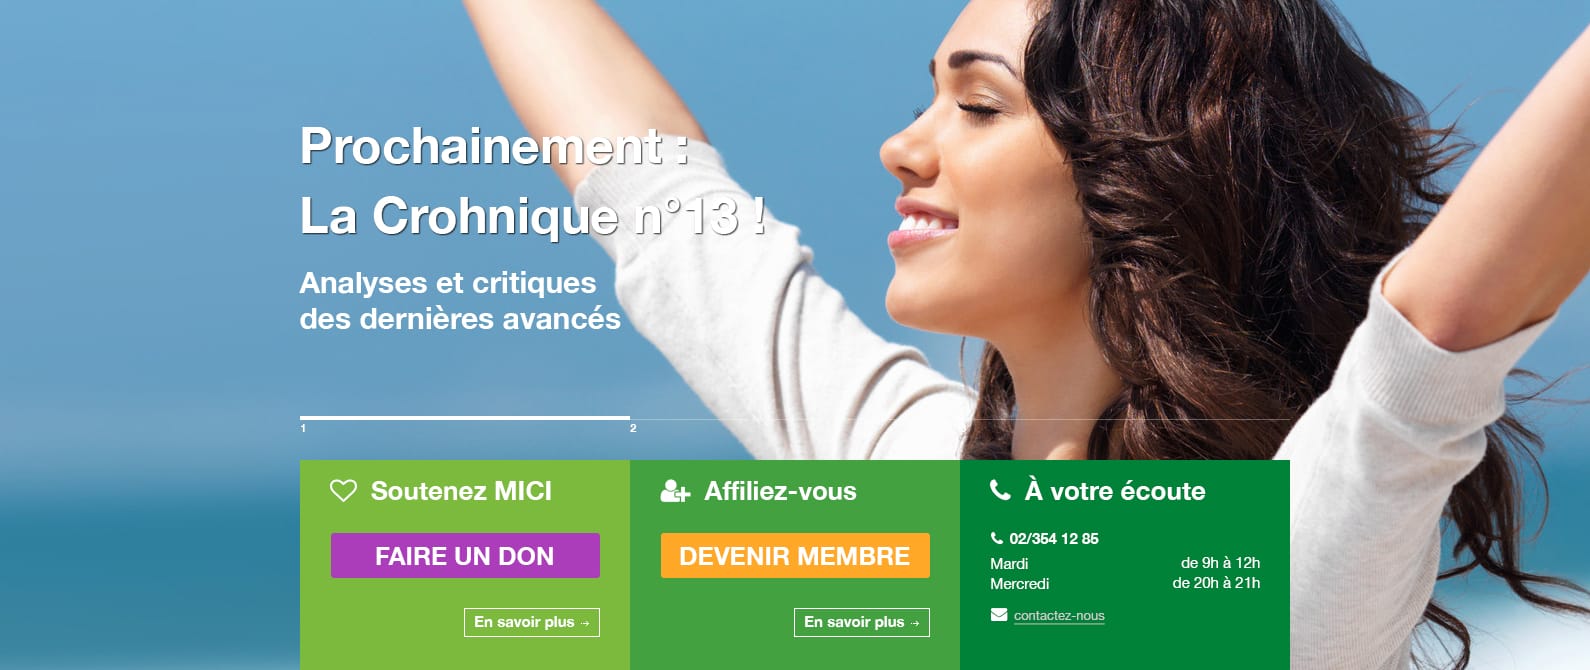 Prochainement :
La Crohnique n°13 !
Analyses et critiques
des dernières avancés
1
2
Soutenez MICI
FAIRE UN DON
En savoir plus →
Affiliez-vous
DEVENIR MEMBRE
En savoir plus →
À votre écoute
02/354 12 85
Mardi de 9h à 12h
Mercredi de 20h à 21h
contactez-nous